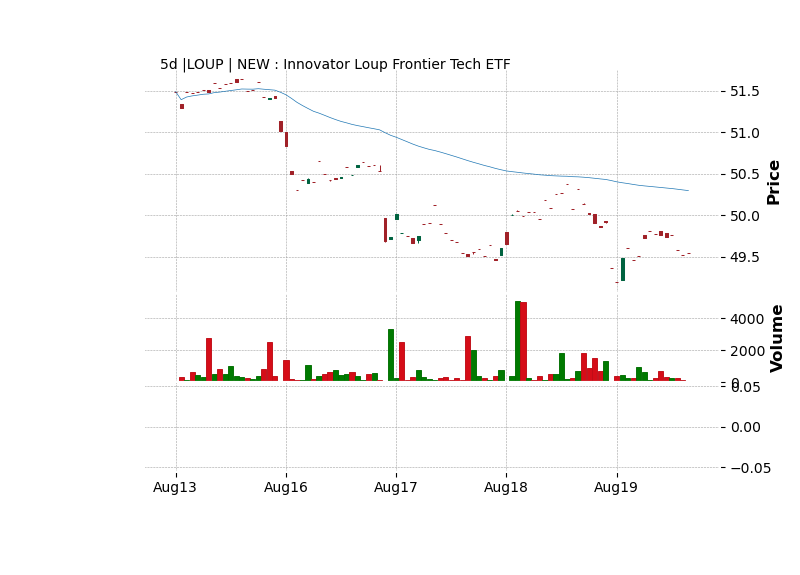 5d |LOUP | NEW : Innovator Loup Frontier Tech ETF
51.5
51.0
50.5
50.0
49.5
Price
4000
2000
0
Volume
0.05
0.00
−0.05
Aug13 Aug16 Aug17 Aug18 Aug19